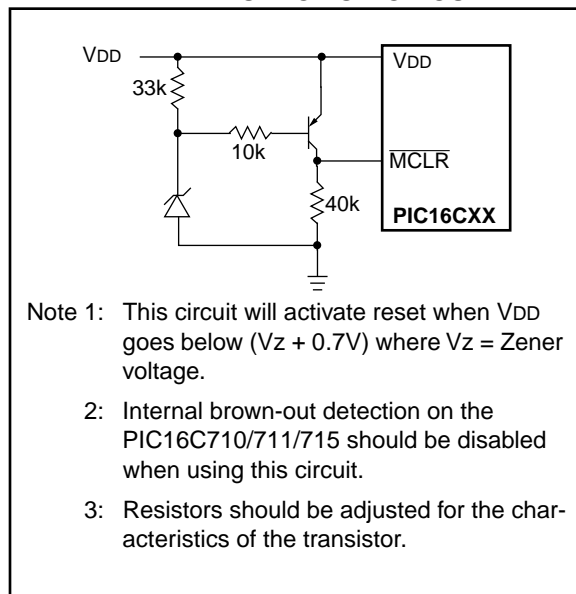 VDD
VDD
33k
10k
MCLR
40k
PIC16CXX
Note 1: This circuit will activate reset when VDD
goes below (Vz + 0.7V) where Vz = Zener
voltage.
2: Internal brown-out detection on the
PIC16C710/711/715 should be disabled
when using this circuit.
3: Resistors should be adjusted for the char-
acteristics of the transistor.